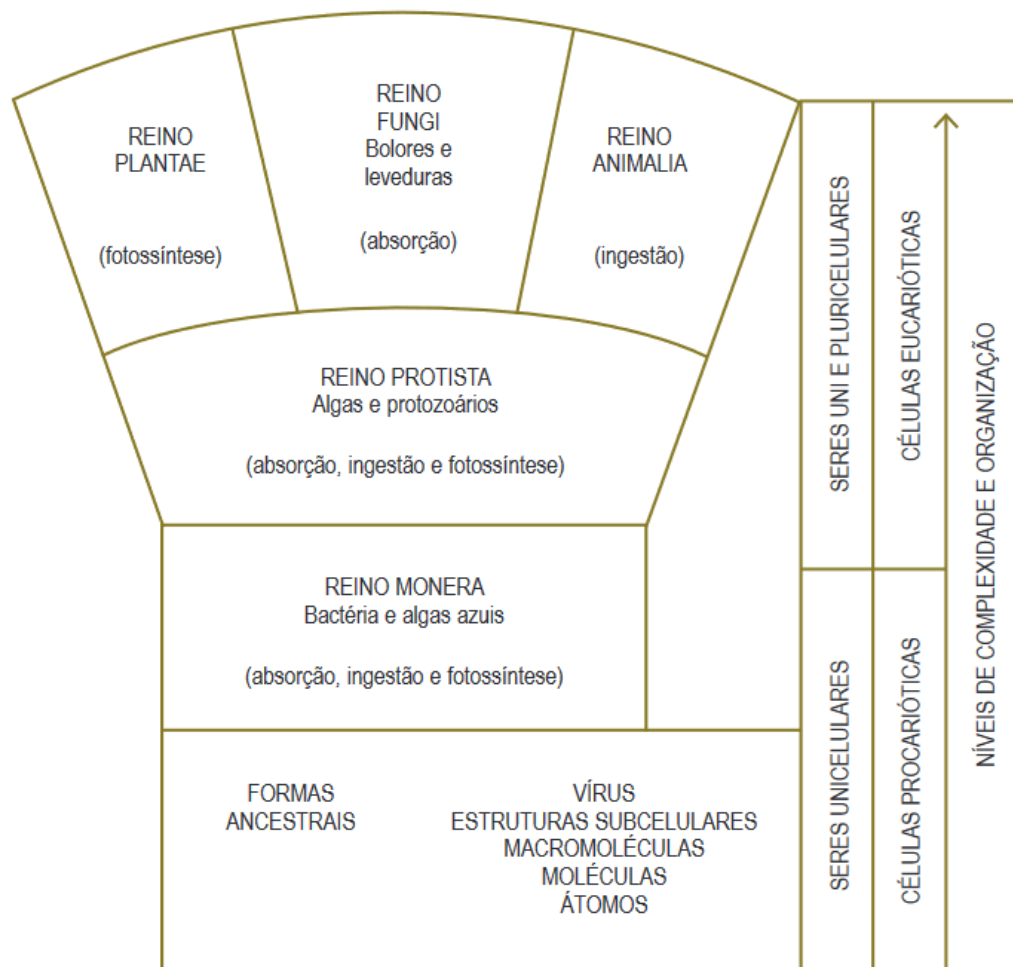 REINO
PLANTAE
(fotossíntese)
REINO
FUNGI
Bolores e
leveduras
(absorção)
REINO
ANIMALIA
(ingestão)
REINO PROTISTA
Algas e protozoários
(absorção, ingestão e fotossíntese)
REINO MONERA
Bactéria e algas azuis
(absorção, ingestão e fotossíntese)
FORMAS
ANCESTRAIS
VÍRUS
ESTRUTURAS SUBCELULARES
MACROMOLÉCULAS
MOLÉCULAS
ÁTOMOS
SERES UNI E PLURICELULARES
CÉLULAS EUCARIÓTICAS
SERES UNICELULARES
CÉLULAS PROCARIÓTICAS
NÍVEIS DE COMPLEXIDADE E ORGANIZAÇÃO